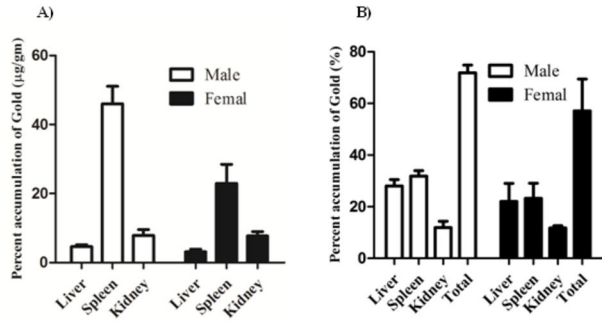 A)
Percent accumulation of Gold (µg/gm)
60
40
20
0
Male
Femal
Liver
Spleen
Kidney
Liver
Spleen
Kidney
B)
Percent accumulation of Gold (%)
80
60
40
20
0
Male
Femal
Liver
Spleen
Kidney
Total
Liver
Spleen
Kidney
Total